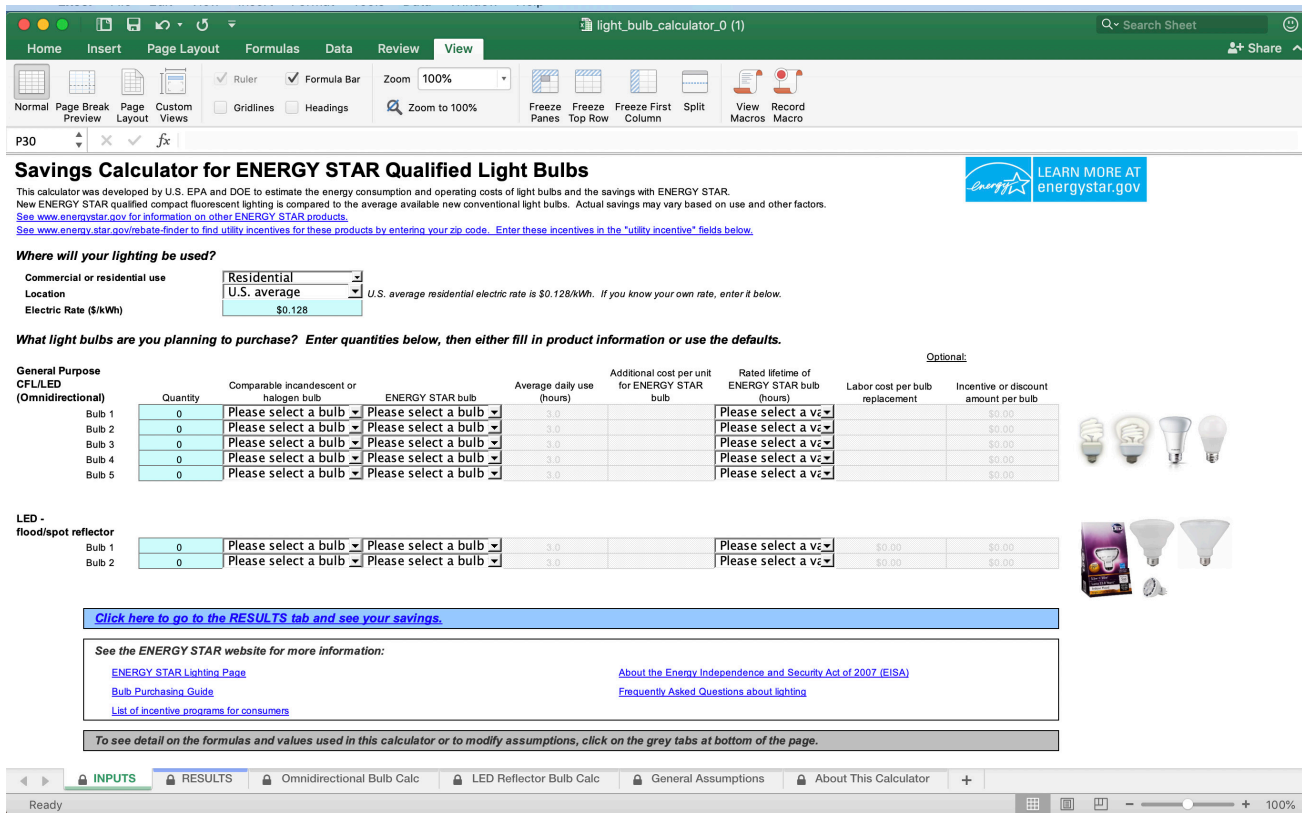 light_bulb_calculator_0 (1)
Search Sheet
Home Insert Page Layout Formulas Data Review View
Share
Ruler Formula Bar Zoom 100%
Gridlines Headings Zoom to 100%
Normal Page Break Preview Page Layout Custom Views
Freeze Panes Freeze Top Row Freeze First Column Split View Macros Record Macro
P30 fx
Savings Calculator for ENERGY STAR Qualified Light Bulbs
This calculator was developed by U.S. EPA and DOE to estimate the energy consumption and operating costs of light bulbs and the savings with ENERGY STAR.
New ENERGY STAR qualified compact fluorescent lighting is compared to the average available new conventional light bulbs. Actual savings may vary based on use and other factors.
See www.energystar.gov for information on other ENERGY STAR products.
See www.energy.star.gov/rebate-finder to find utility incentives for these products by entering your zip code. Enter these incentives in the "utility incentive" fields below.
energy
LEARN MORE AT
energystar.gov
Where will your lighting be used?
Commercial or residential use Residential
Location U.S. average U.S. average residential electric rate is $0.128/kWh. If you know your own rate, enter it below.
Electric Rate ($/kWh) $0.128
What light bulbs are you planning to purchase? Enter quantities below, then either fill in product information or use the defaults.
Optional:
General Purpose
CFL/LED
(Omnidirectional)
Quantity
Comparable incandescent or
halogen bulb
ENERGY STAR bulb
Average daily use
(hours)
Additional cost per unit
for ENERGY STAR
bulb
Rated lifetime of
ENERGY STAR bulb
(hours)
Labor cost per bulb
replacement
Incentive or discount
amount per bulb
Bulb 1 0 Please select a bulb Please select a bulb 3.0 Please select a va $0.00
Bulb 2 0 Please select a bulb Please select a bulb 3.0 Please select a va $0.00
Bulb 3 0 Please select a bulb Please select a bulb 3.0 Please select a va $0.00
Bulb 4 0 Please select a bulb Please select a bulb 3.0 Please select a va $0.00
Bulb 5 0 Please select a bulb Please select a bulb 3.0 Please select a va $0.00
LED -
flood/spot reflector
Bulb 1 0 Please select a bulb Please select a bulb 3.0 Please select a va $0.00 $0.00
Bulb 2 0 Please select a bulb Please select a bulb 3.0 Please select a va $0.00 $0.00
Click here to go to the RESULTS tab and see your savings.
See the ENERGY STAR website for more information:
ENERGY STAR Lighting Page About the Energy Independence and Security Act of 2007 (EISA)
Bulb Purchasing Guide Frequently Asked Questions about lighting
List of incentive programs for consumers
To see detail on the formulas and values used in this calculator or to modify assumptions, click on the grey tabs at bottom of the page.
INPUTS RESULTS Omnidirectional Bulb Calc LED Reflector Bulb Calc General Assumptions About This Calculator +
Ready 100%